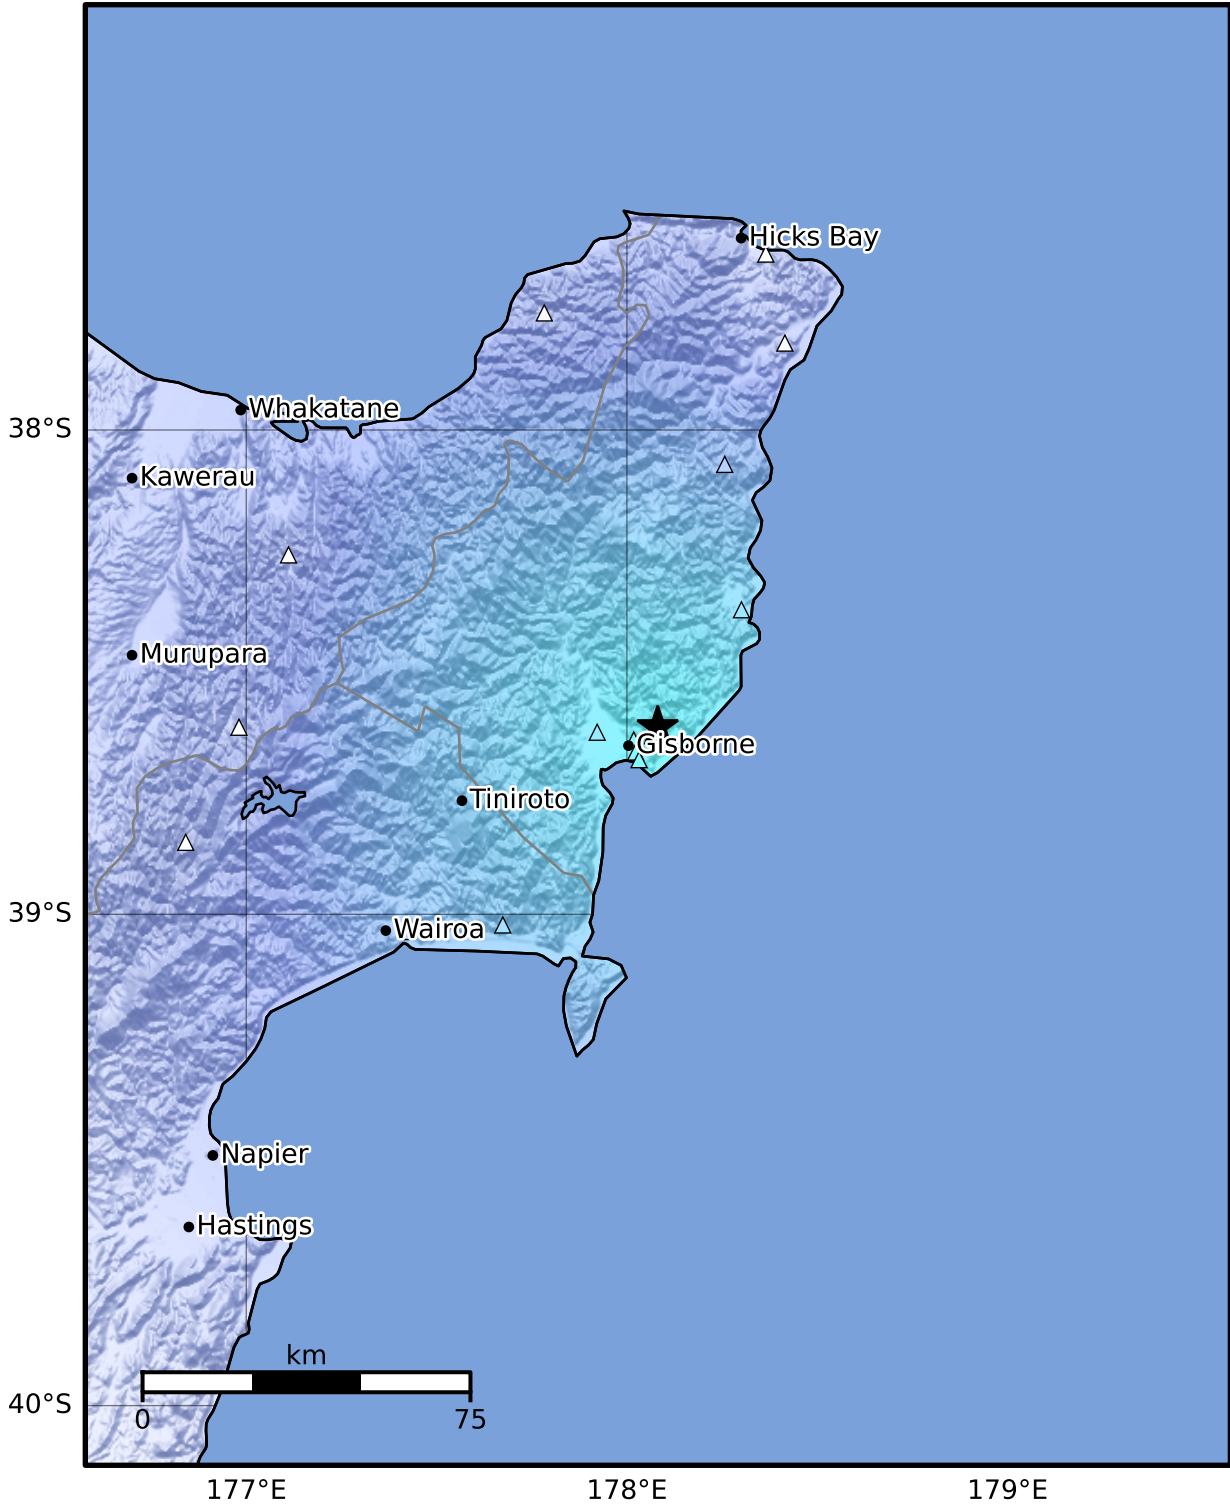 Hicks Bay
Whakatane
38°S
Kawerau
Murupara
Gisborne
Tiniroto
39°S
Wairoa
Napier
Hastings
km
0
75
40°S
177°E
178°E
179°E